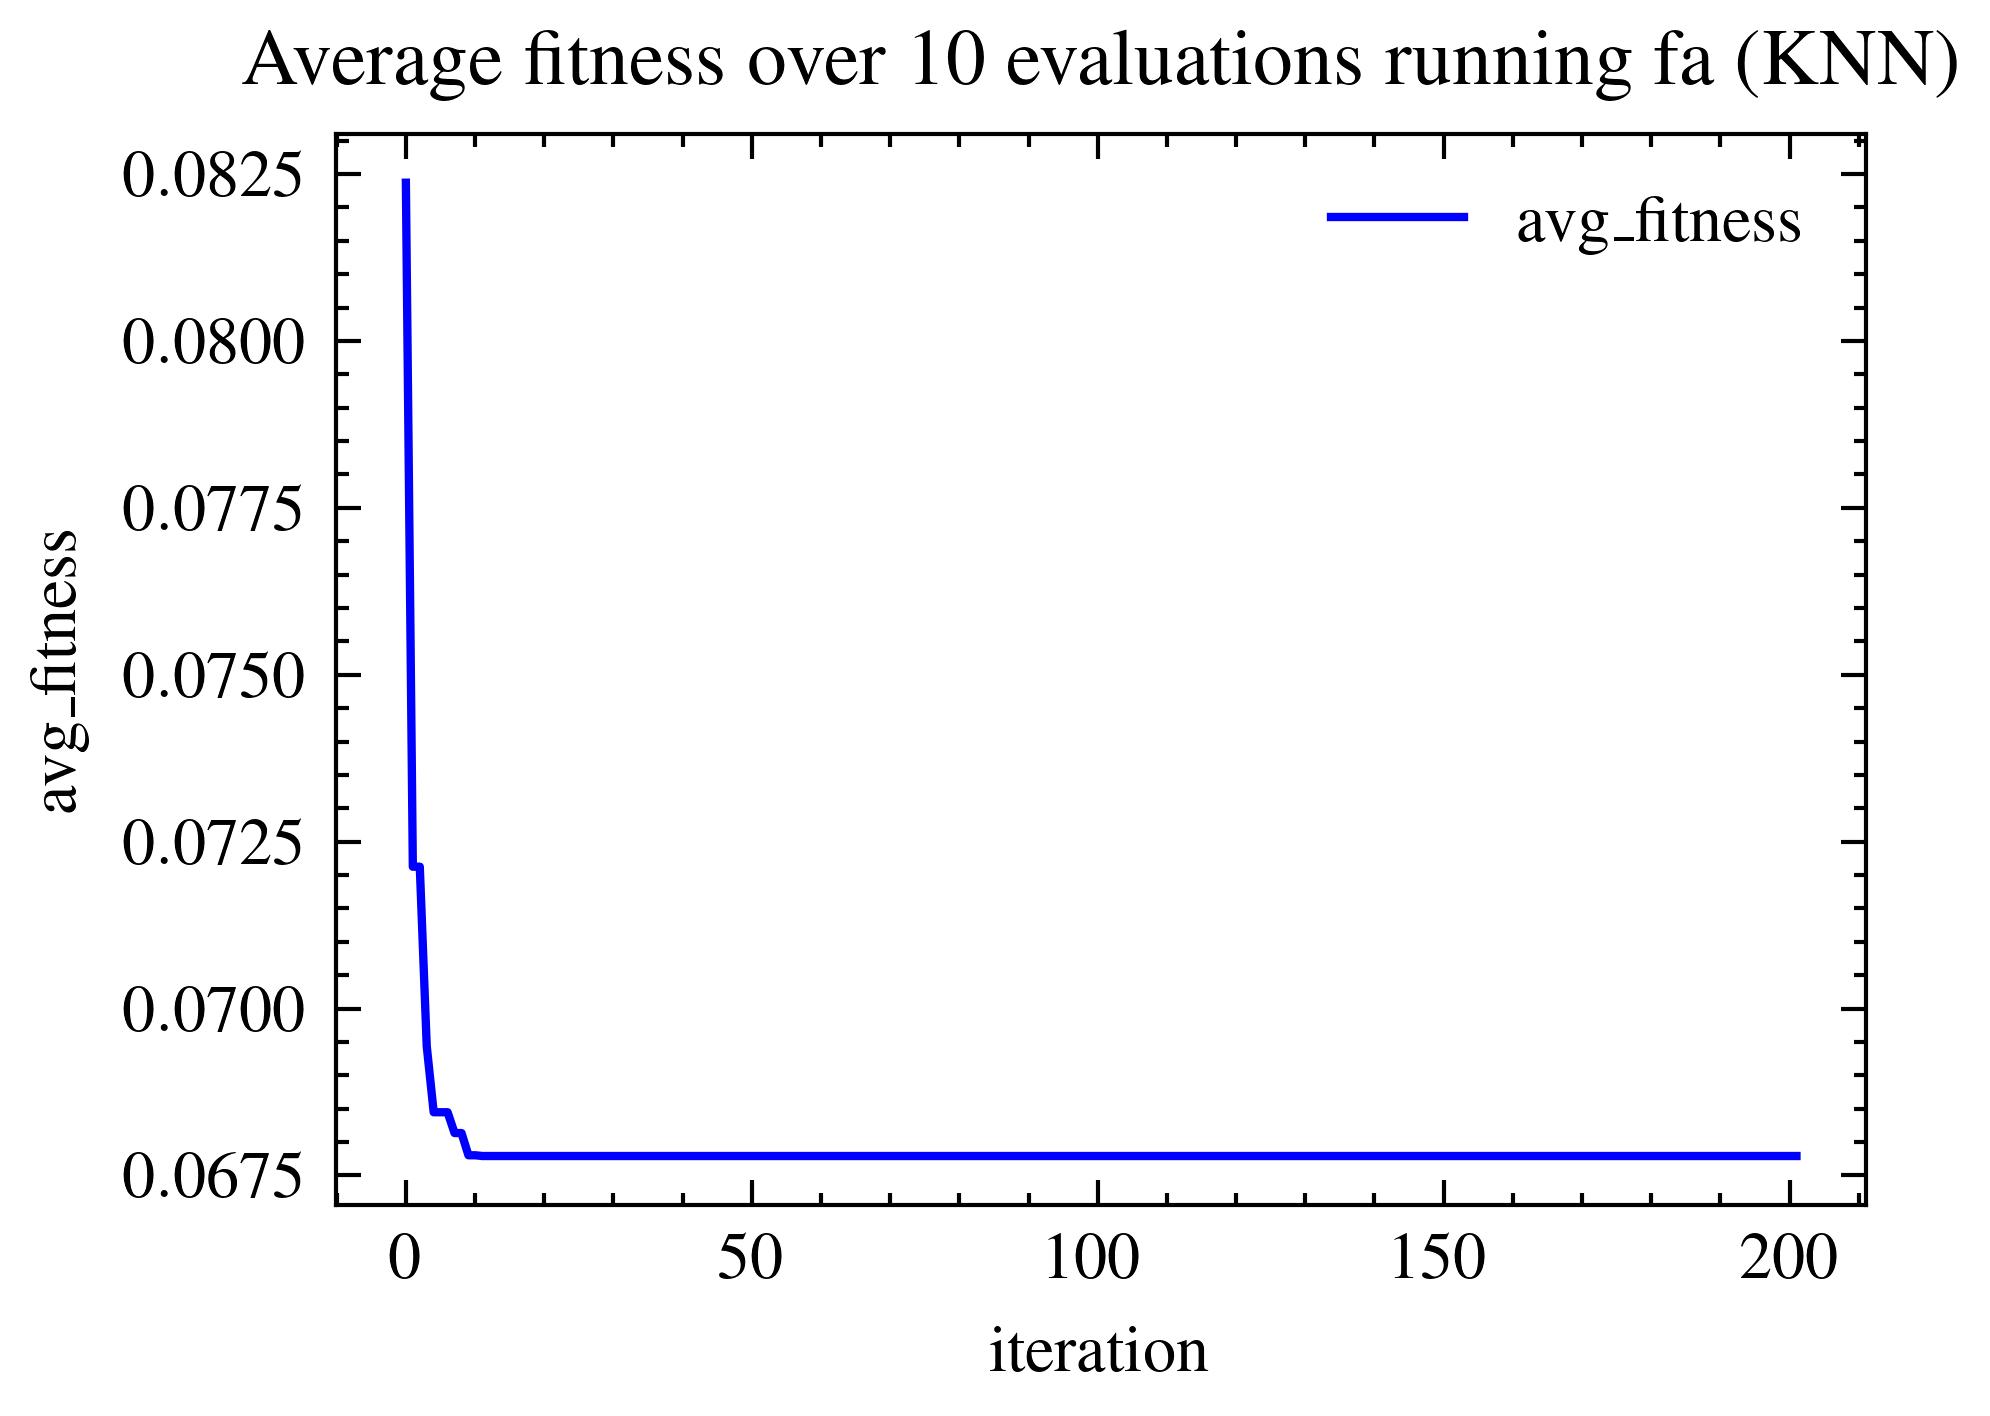 Average fitness over 10 evaluations running fa (KNN)
avg_fitness
0.0825
0.0800
0.0775
0.0750
0.0725
0.0700
0.0675
avg_fitness
0 50 100 150 200
iteration